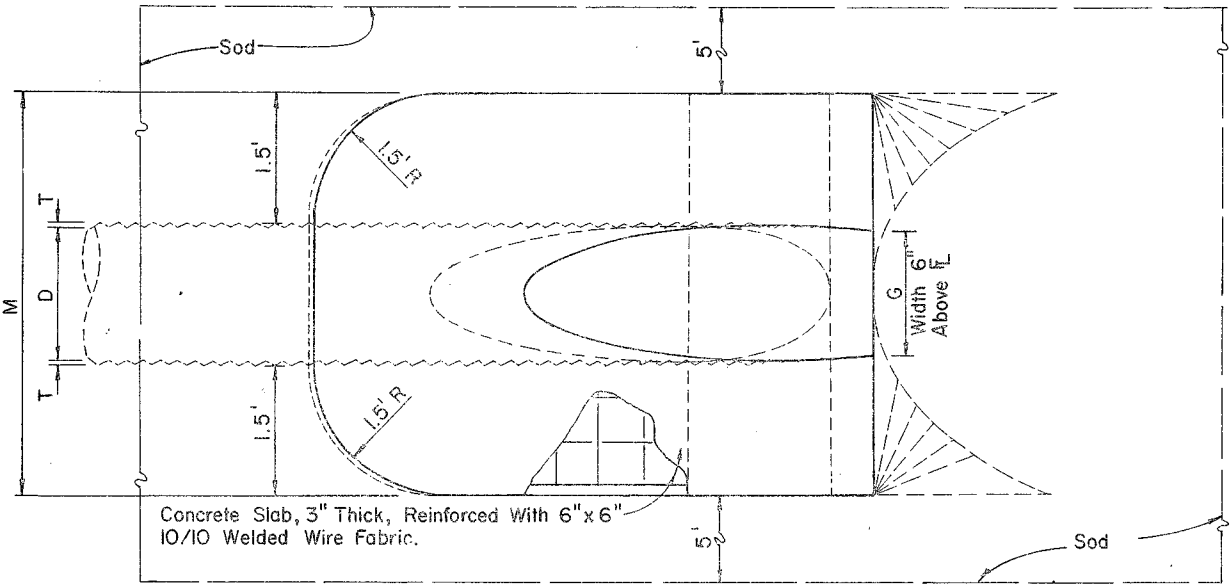 Sod
5'
M
1.5'
1.5' R
T
D
G
Width 6"
Above FL
T
1.5'
1.5' R
Concrete Slab, 3" Thick, Reinforced With 6" x 6"
10/10 Welded Wire Fabric.
5'
Sod